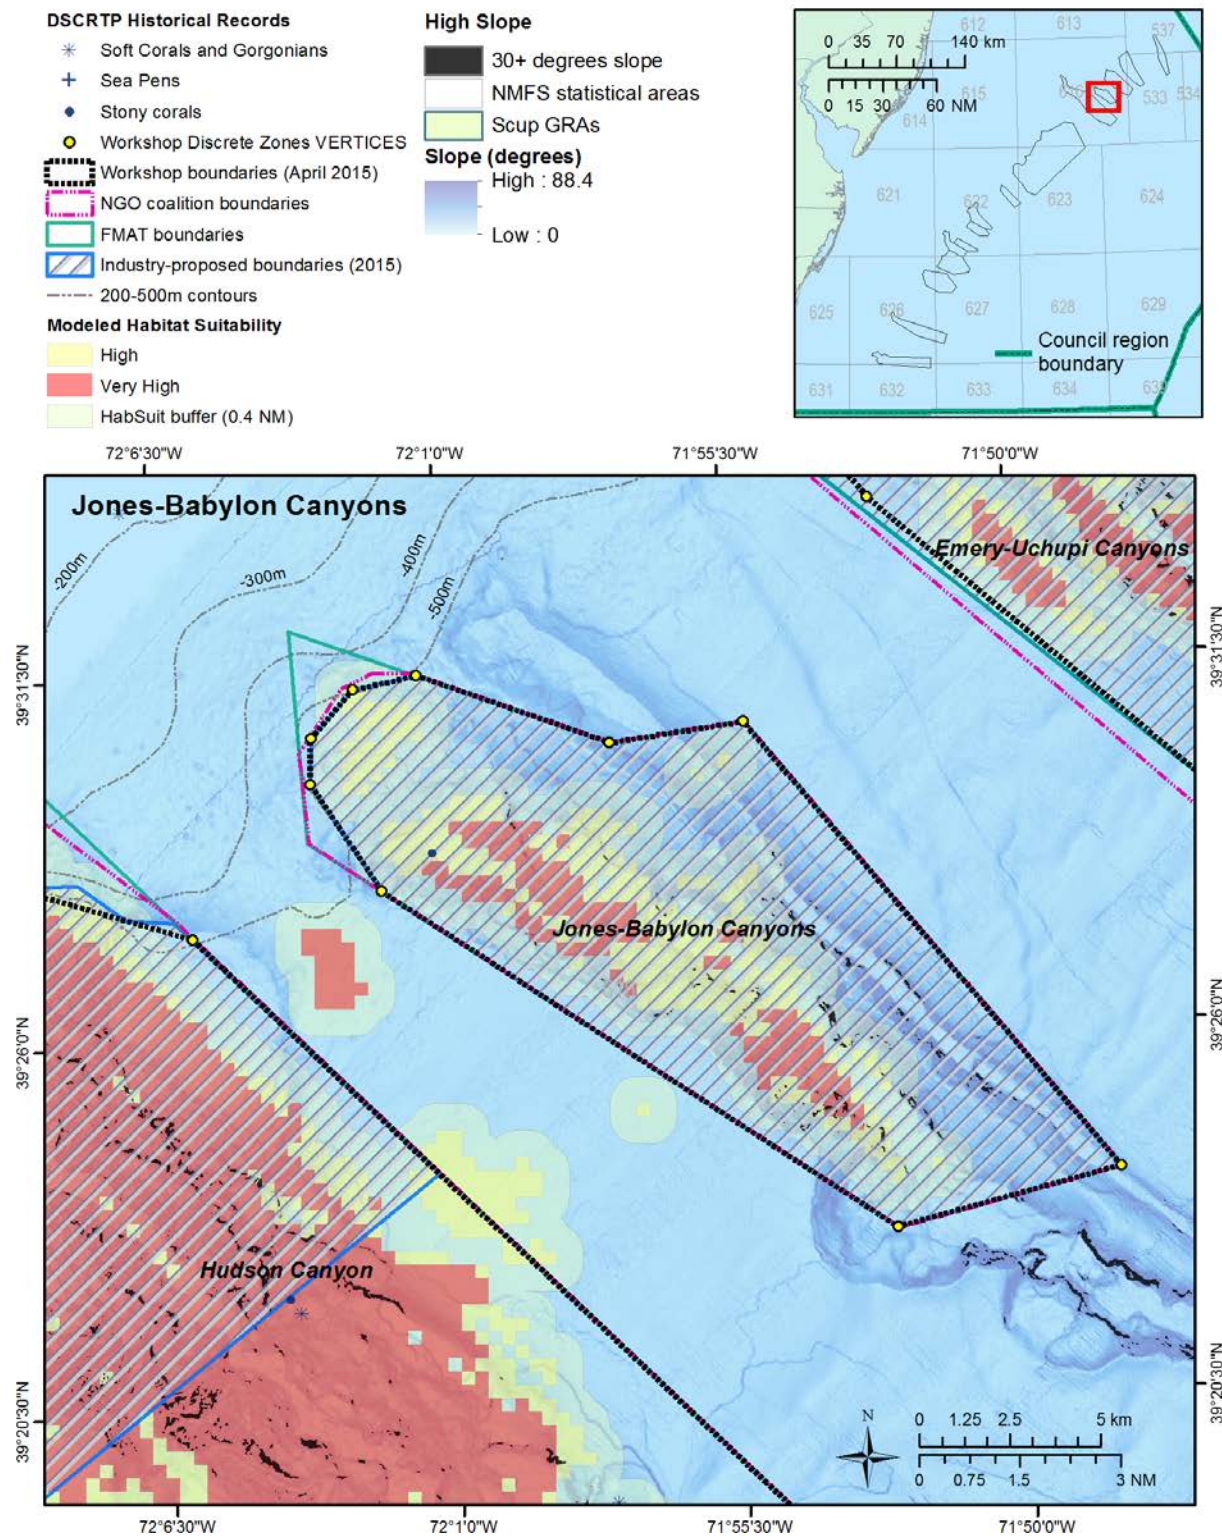 DSCRTP Historical Records
Soft Corals and Gorgonians
Sea Pens
Stony corals
Workshop Discrete Zones VERTICES
Workshop boundaries (April 2015)
NGO coalition boundaries
FMAT boundaries
Industry-proposed boundaries (2015)
200-500m contours
Modeled Habitat Suitability
High
Very High
HabSuit buffer (0.4 NM)
High Slope
30+ degrees slope
NMFS statistical areas
Scup GRAs
Slope (degrees)
High : 88.4
Low : 0
612 613 537
0 35 70 140 km
615 533 534
0 15 30 60 NM
614
621 622 623 624
625 626 627 628 629
Council region
boundary
631 632 633 634
72°6'30"W 72°1'0"W 71°55'30"W 71°50'0"W
Jones-Babylon Canyons
Emery-Uchupi Canyons
-200m
-300m
-400m
-500m
39°31'30"N
39°31'30"N
Jones-Babylon Canyons
39°26'0"N
39°26'0"N
Hudson Canyon
39°20'30"N
39°20'30"N
N
0 1.25 2.5 5 km
0 0.75 1.5 3 NM
72°6'30"W 72°1'0"W 71°55'30"W 71°50'0"W